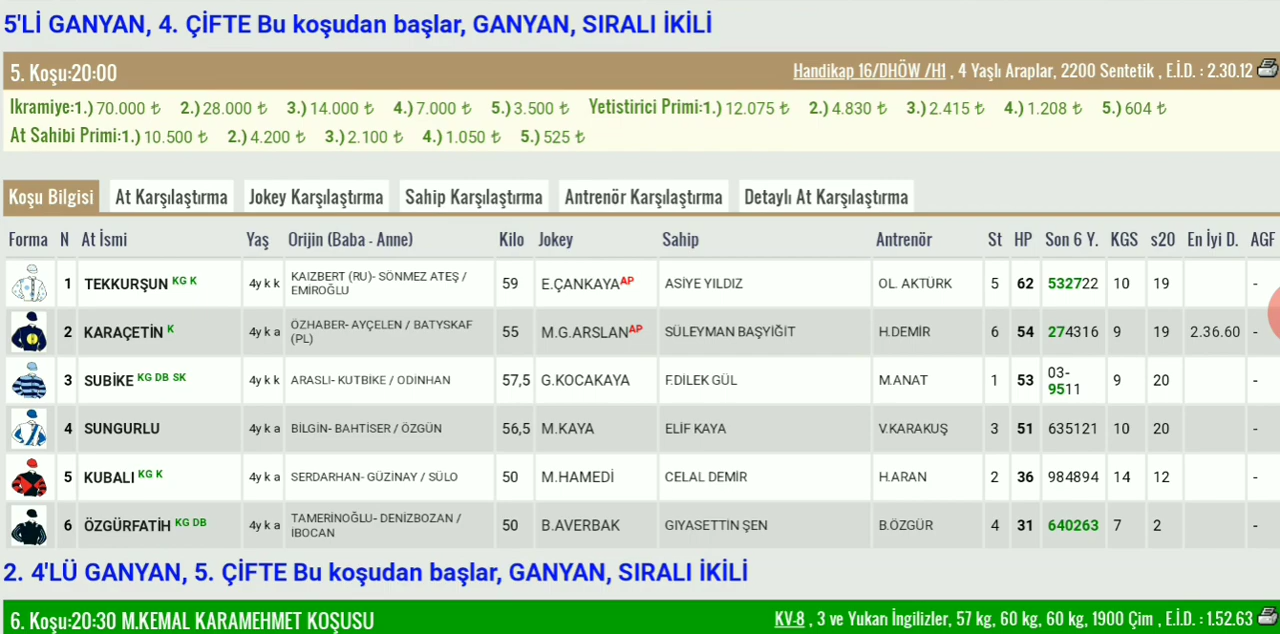 5'Lİ GANYAN, 4. ÇİFTE Bu koşudan başlar, GANYAN, SIRALI İKİLİ
5. Koşu:20:00 Handikap 16/DHÖW /H1 , 4 Yaşlı Araplar, 2200 Sentetik , E.İ.D. : 2.30.12
Ikramiye:1.) 70.000 ₺ 2.) 28.000 ₺ 3.) 14.000 ₺ 4.) 7.000 ₺ 5.) 3.500 ₺ Yetistirici Primi:1.) 12.075 ₺ 2.) 4.830 ₺ 3.) 2.415 ₺ 4.) 1.208 ₺ 5.) 604 ₺
At Sahibi Primi:1.) 10.500 ₺ 2.) 4.200 ₺ 3.) 2.100 ₺ 4.) 1.050 ₺ 5.) 525 ₺
Koşu Bilgisi At Karşılaştırma Jokey Karşılaştırma Sahip Karşılaştırma Antrenör Karşılaştırma Detaylı At Karşılaştırma
Forma N At İsmi Yaş Orijin (Baba - Anne) Kilo Jokey Sahip Antrenör St HP Son 6 Y. KGS s20 En İyi D. AGF
1 TEKKURŞUN KG K 4y k k KAIZBERT (RU)- SÖNMEZ ATEŞ / EMİROĞLU 59 E.ÇANKAYA AP ASİYE YILDIZ OL. AKTÜRK 5 62 532722 10 19 -
2 KARAÇETİN K 4y k a ÖZHABER- AYÇELEN / BATYSKAF (PL) 55 M.G.ARSLAN AP SÜLEYMAN BAŞYİĞİT H.DEMİR 6 54 274316 9 19 2.36.60 -
3 SUBİKE KG DB SK 4y k k ARASLI- KUTBİKE / ODİNHAN 57,5 G.KOCAKAYA F.DİLEK GÜL M.ANAT 1 53 03-9511 9 20 -
4 SUNGURLU 4y k a BİLGİN- BAHTİSER / ÖZGÜN 56,5 M.KAYA ELİF KAYA V.KARAKUŞ 3 51 635121 10 20 -
5 KUBALI KG K 4y k a SERDARHAN- GÜZİNAY / SÜLO 50 M.HAMEDİ CELAL DEMİR H.ARAN 2 36 984894 14 12 -
6 ÖZGÜRFATİH KG DB 4y k a TAMERİNOĞLU- DENİZBOZAN / İBOCAN 50 B.AVERBAK GIYASETTİN ŞEN B.ÖZGÜR 4 31 640263 7 2 -
2. 4'LÜ GANYAN, 5. ÇİFTE Bu koşudan başlar, GANYAN, SIRALI İKİLİ
6. Koşu:20:30 M.KEMAL KARAMEHMET KOŞUSU KV-8 , 3 ve Yukarı İngilizler, 57 kg, 60 kg, 60 kg, 1900 Çim , E.İ.D. : 1.52.63